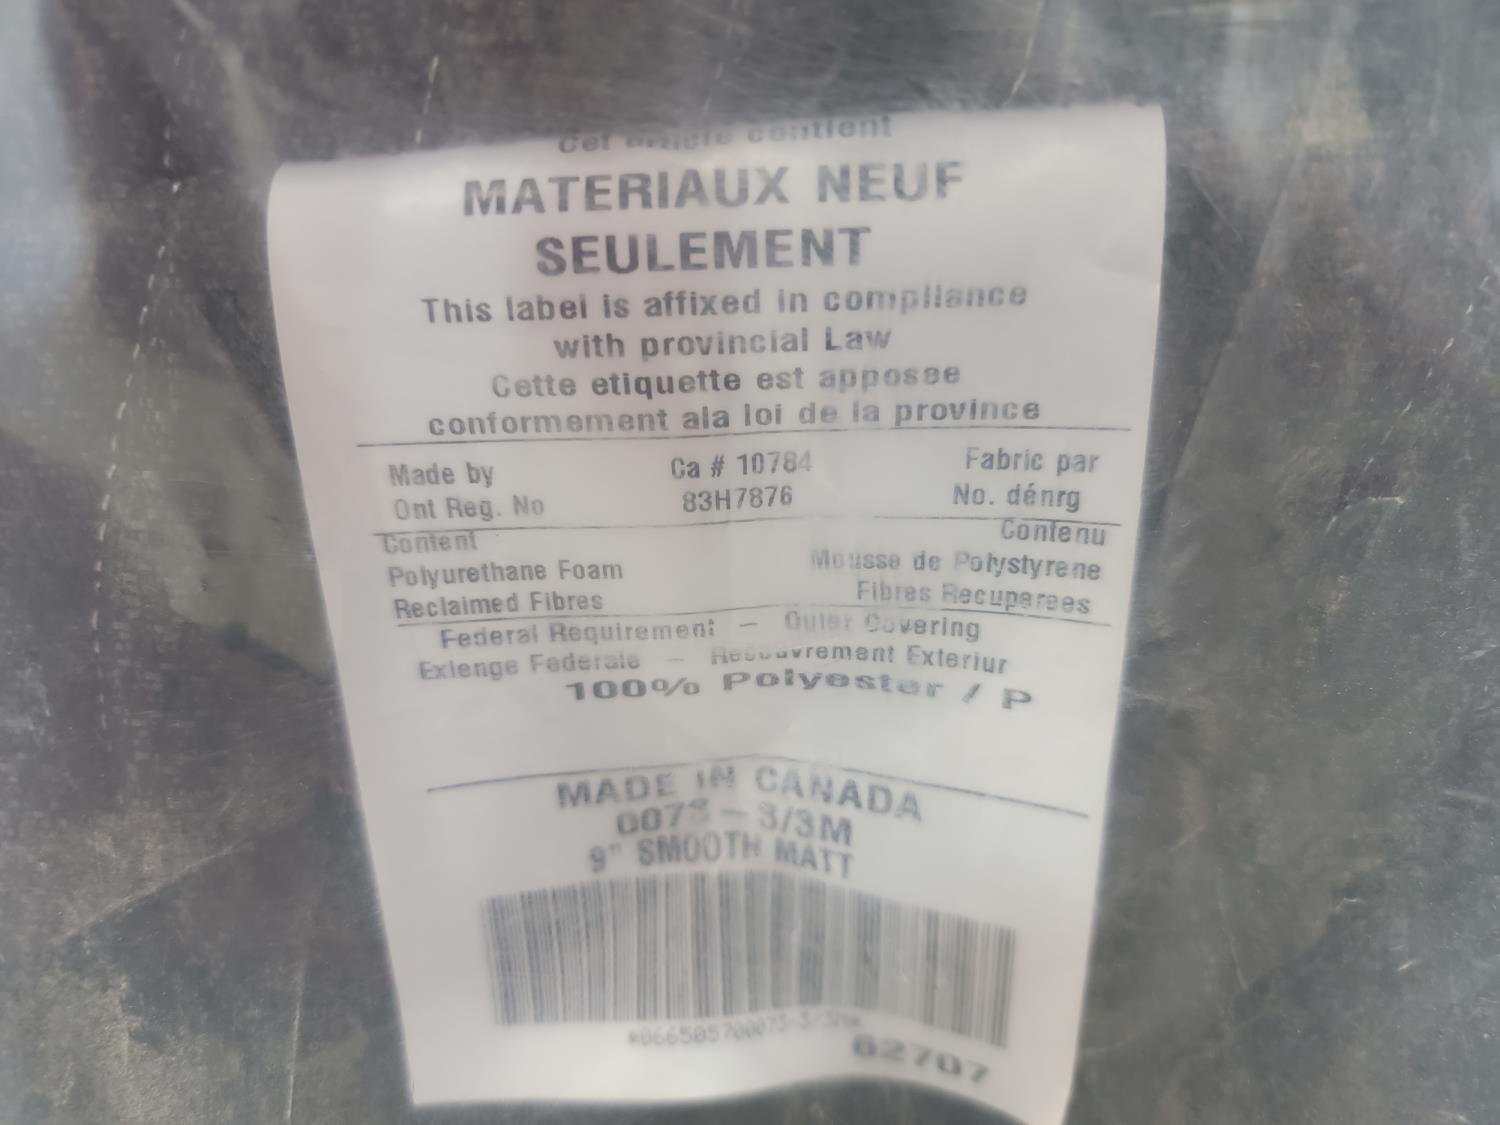 Cet article contient
MATERIAUX NEUF
SEULEMENT
This label is affixed in compliance
with provincial Law
Cette etiquette est apposee
conformement ala loi de la province
Made by Ca # 10784 Fabric par
Ont Reg. No 83H7876 No. dénrg
Content Contenu
Polyurethane Foam Mousse de Polystyrene
Reclaimed Fibres Fibres Recuperees
Federal Requirement - Outer Covering
Exienge Federale - Recouvrement Exteriur
100% Polyester / P
MADE IN CANADA
0073-3/3M
9" SMOOTH MATT
62707